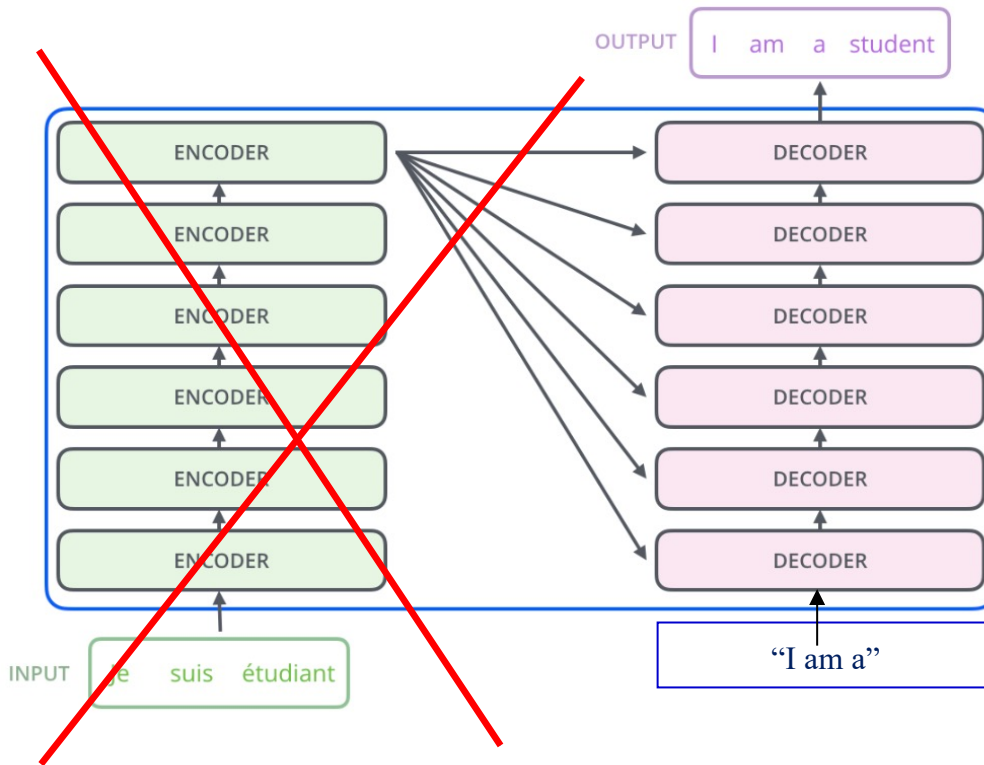 OUTPUT I am a student
ENCODER DECODER
ENCODER DECODER
ENCODER DECODER
ENCODER DECODER
ENCODER DECODER
ENCODER DECODER
INPUT je suis étudiant
“I am a”